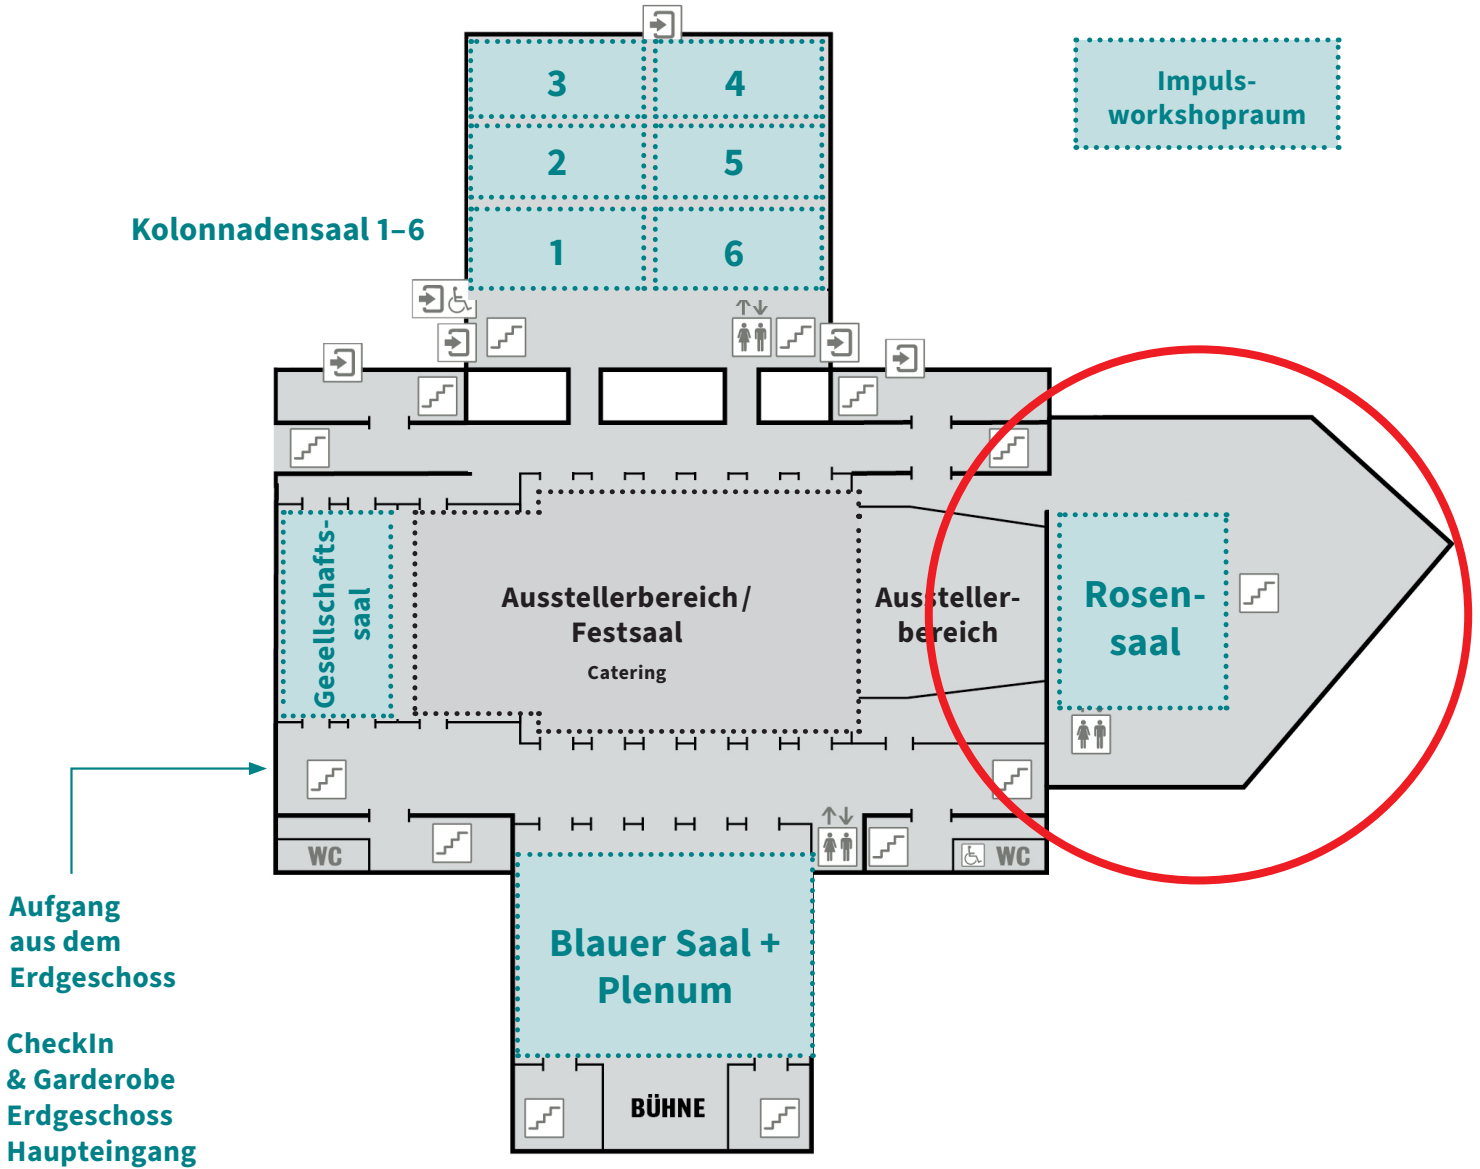 3
4
Impuls-
workshopraum
2
5
Kolonnadensaal 1–6
1
6
Gesellschafts-
saal
Ausstellerbereich/
Festsaal
Catering
Aussteller-
bereich
Rosen-
saal
WC
WC
Aufgang
aus dem
Erdgeschoss
Blauer Saal +
Plenum
CheckIn
& Garderobe
Erdgeschoss
Haupteingang
BÜHNE